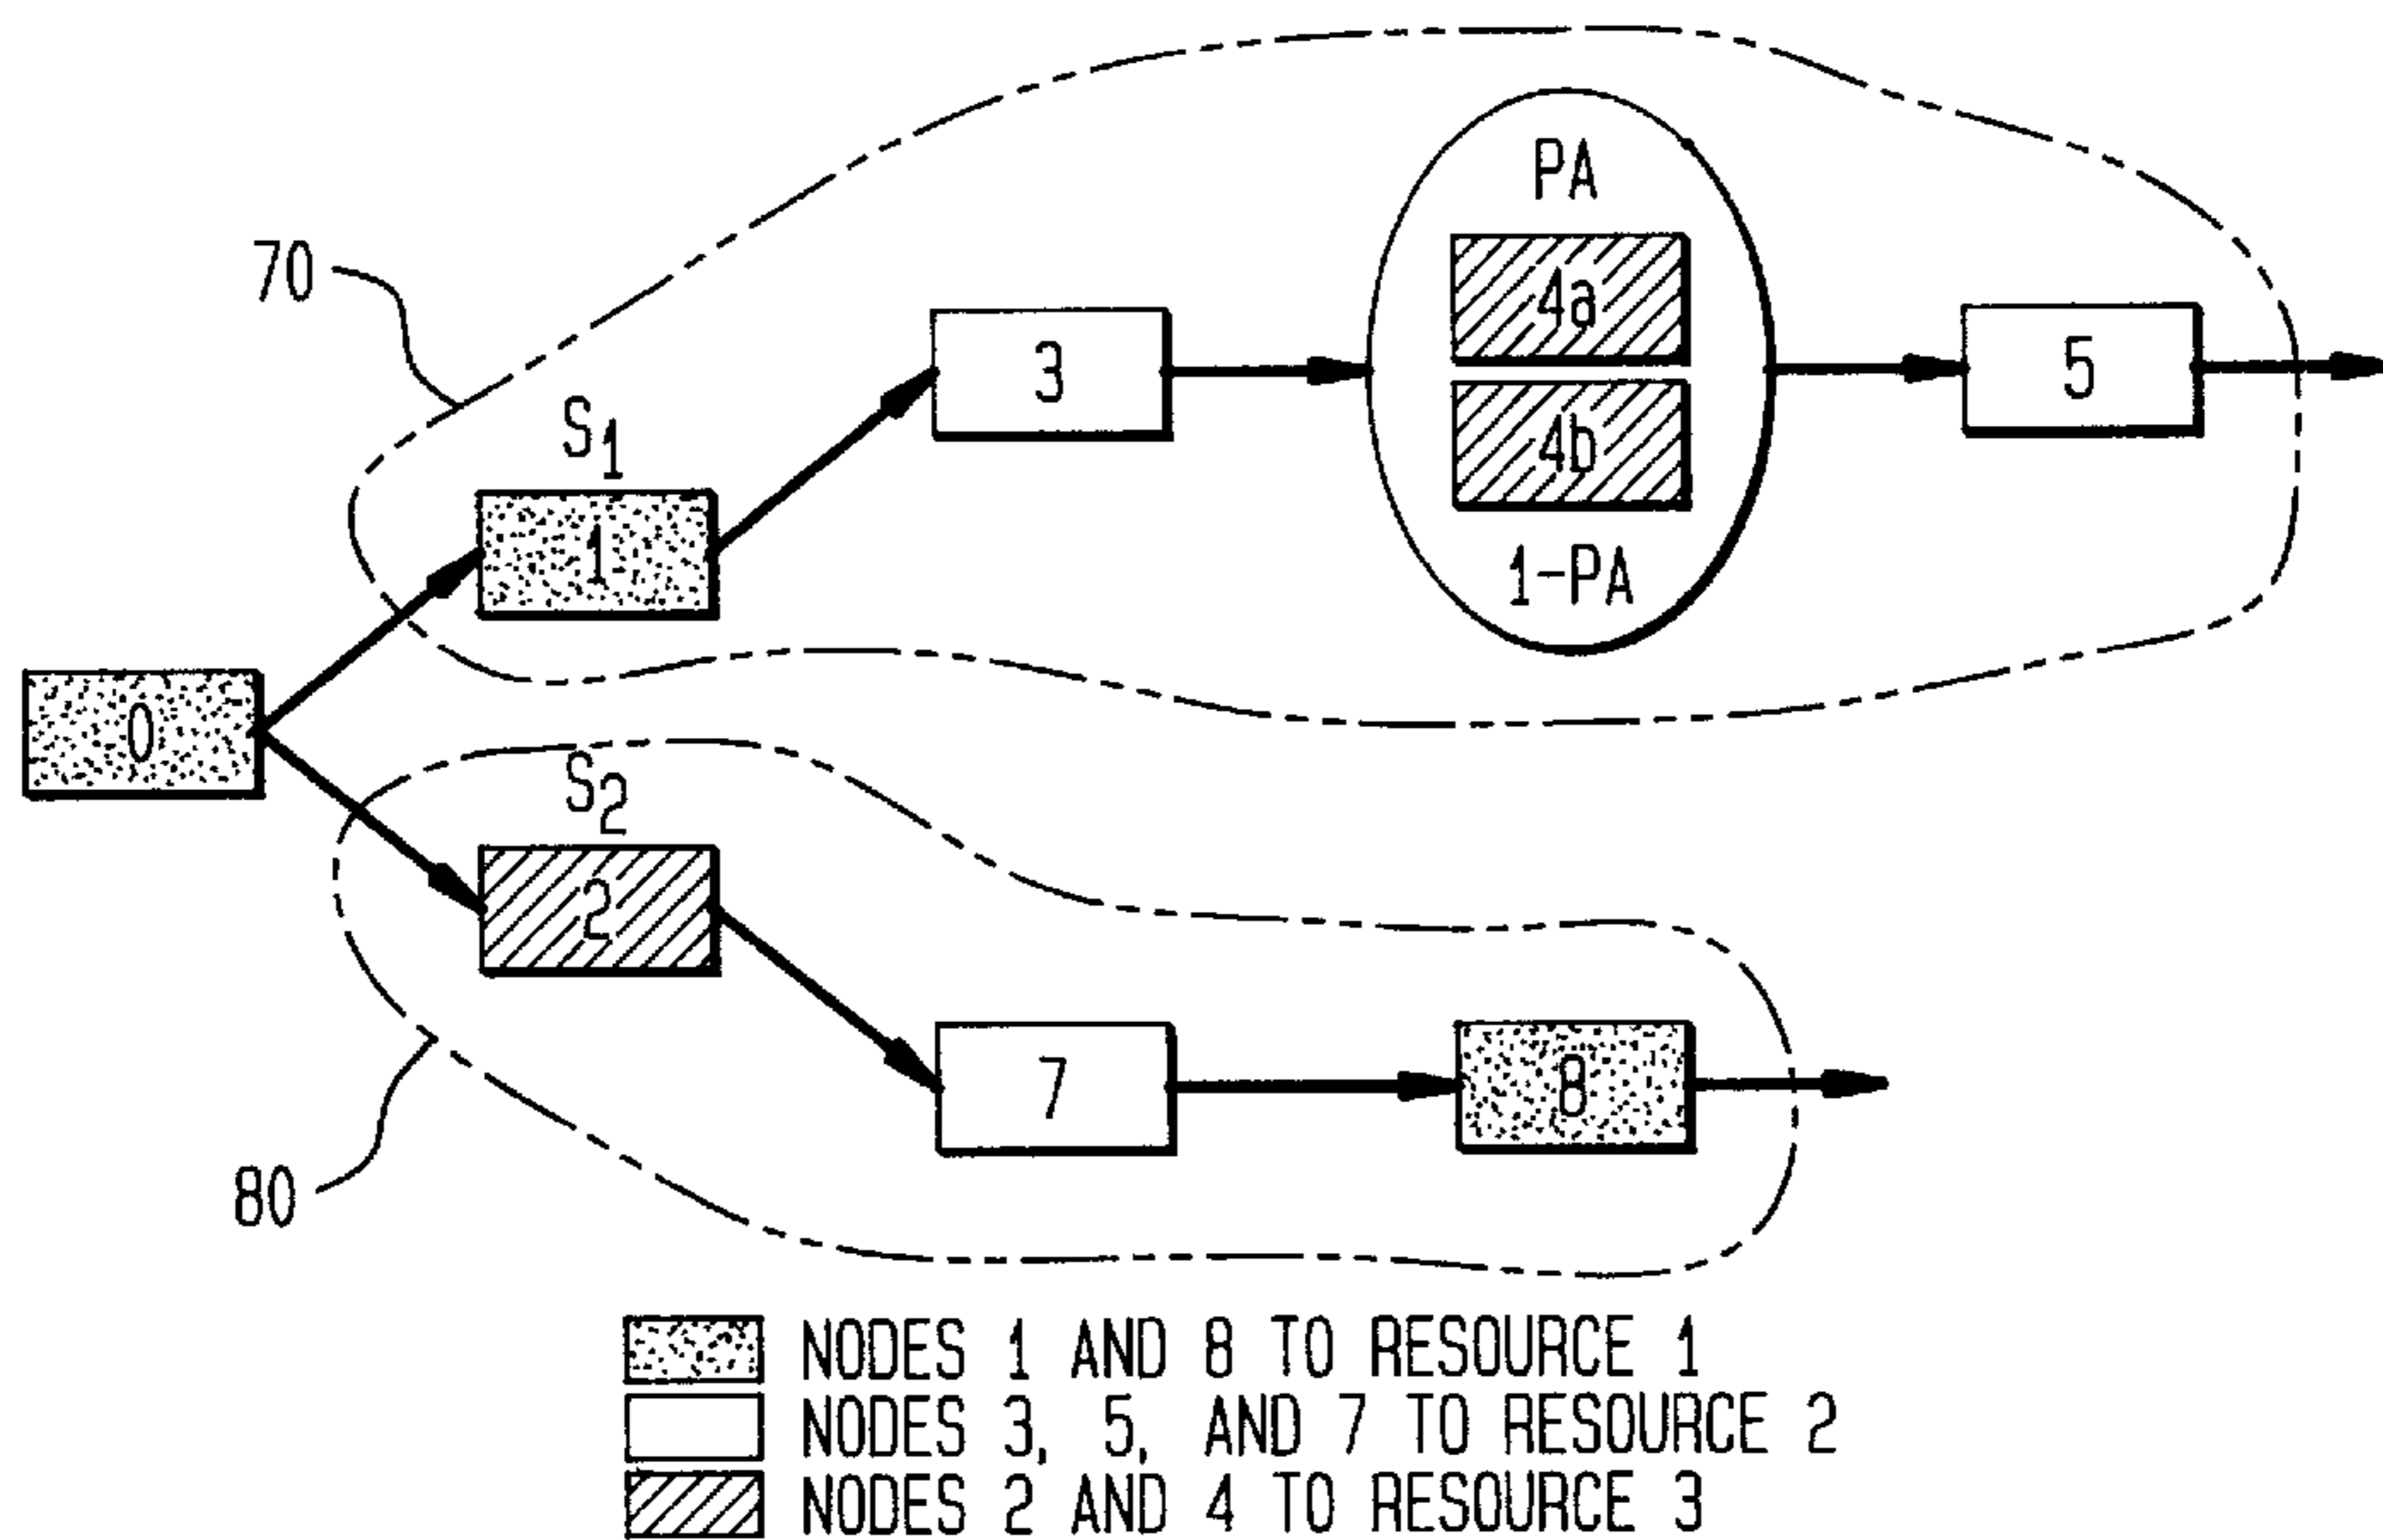 PA
70
4a
3
5
S1
4b
1
1-PA
0
S2
2
7
8
80
NODES 1 AND 8 TO RESOURCE 1
NODES 3, 5, AND 7 TO RESOURCE 2
NODES 2 AND 4 TO RESOURCE 3